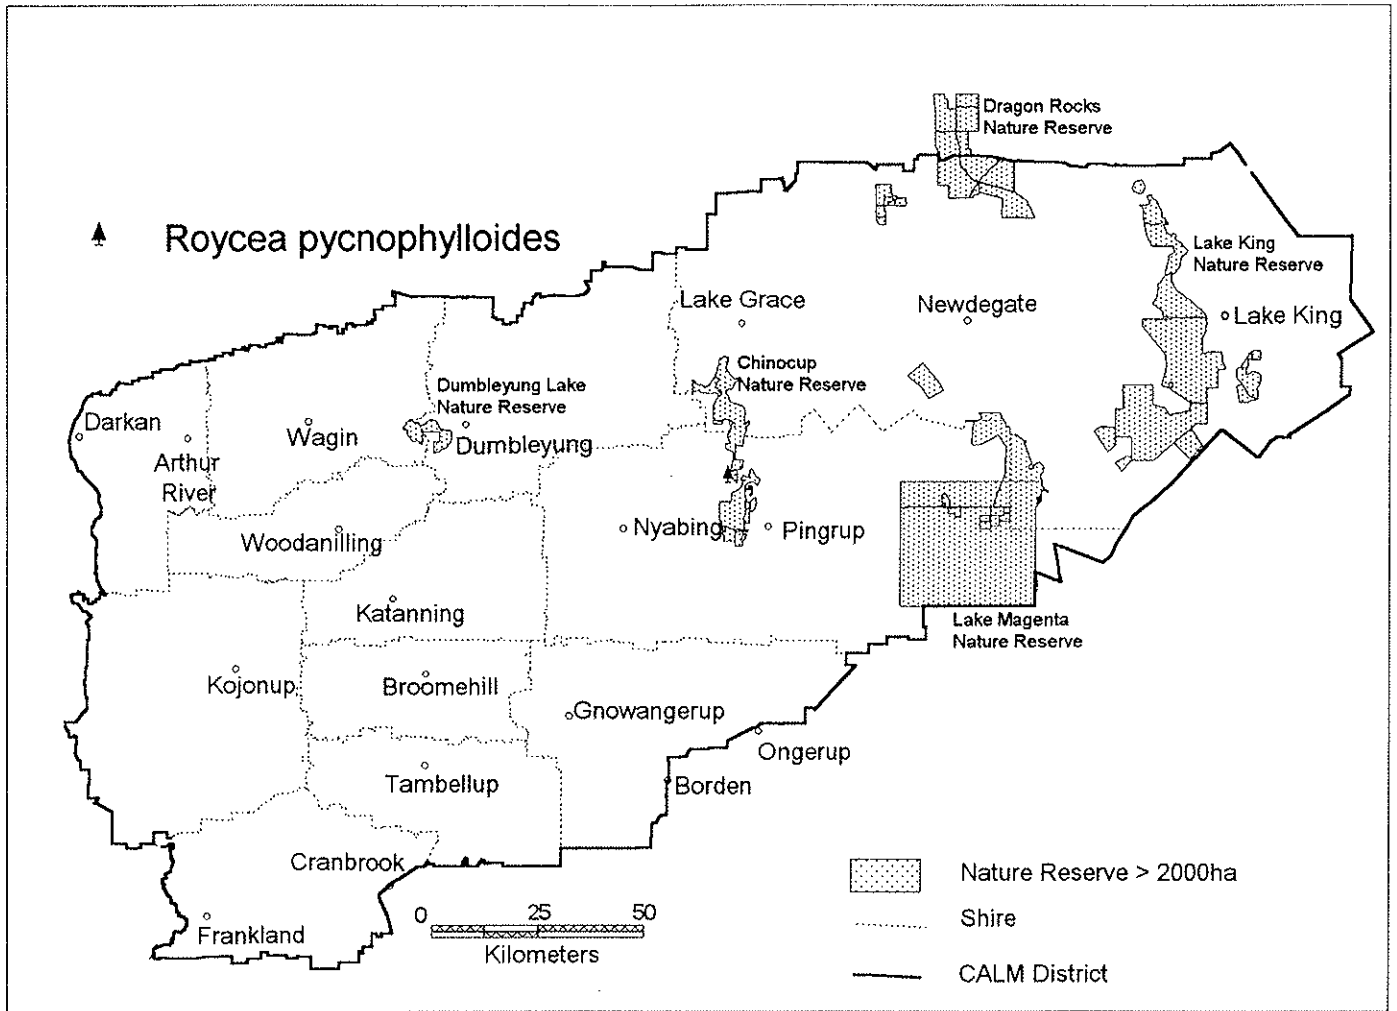 Dragon Rocks
Nature Reserve
Roycea pycnophylloides
Lake King
Nature Reserve
Lake Grace
Newdegate
Lake King
Chinocup
Nature Reserve
Dumbleyung Lake
Nature Reserve
Darkan
Wagin
Dumbleyung
Arthur
River
Woodanilling
Nyabing
Pingrup
Katanning
Lake Magenta
Nature Reserve
Kojonup
Broomehill
Gnowangerup
Ongerup
Tambellup
Borden
Cranbrook
Nature Reserve > 2000ha
0 25 50
Shire
Frankland
Kilometers
CALM District